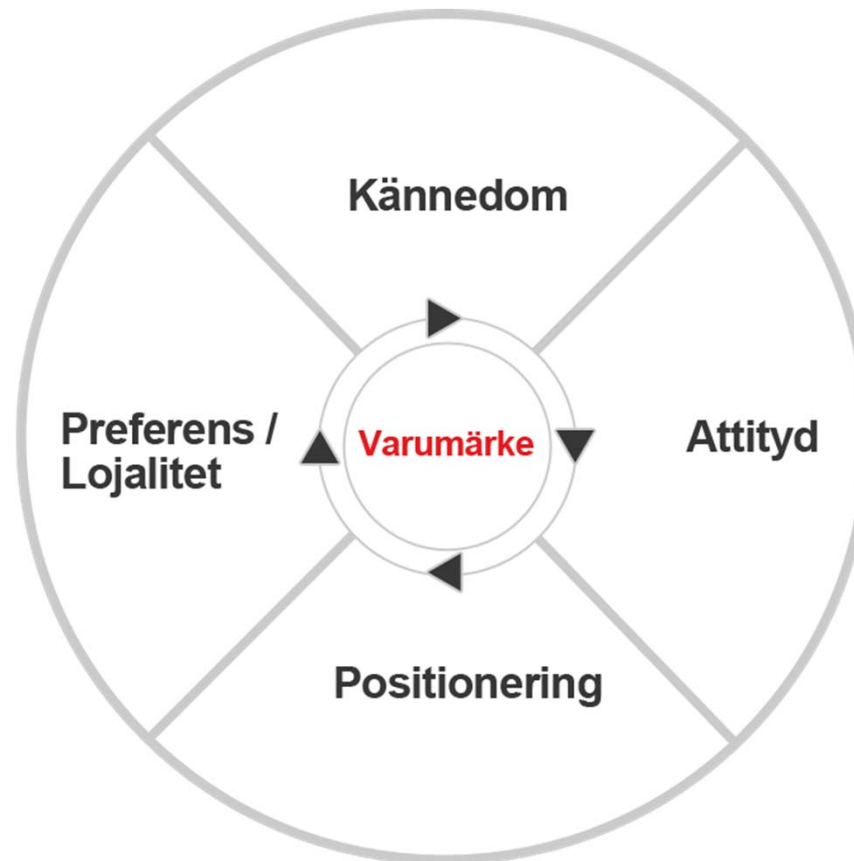 Kännedom
Preferens /
Lojalitet
Varumärke
Attityd
Positionering